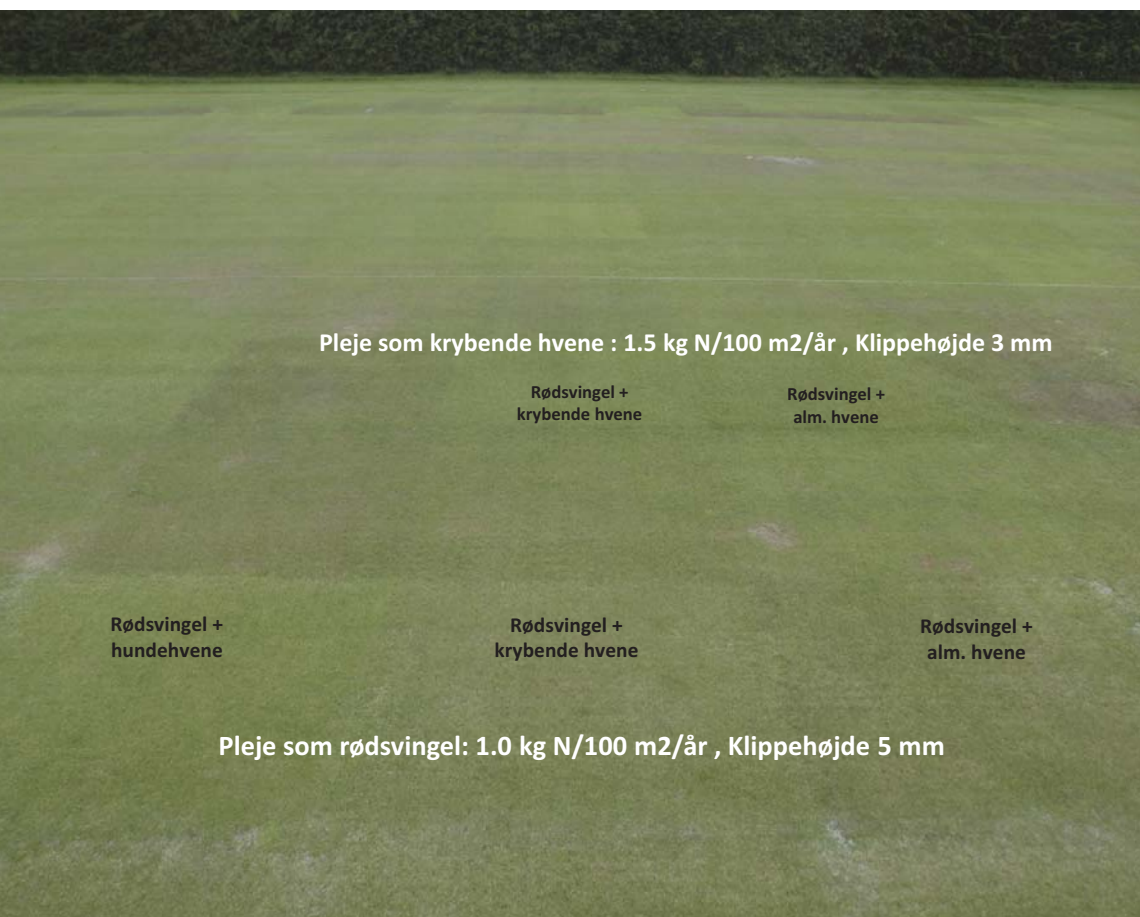 Pleje som krybende hvene : 1.5 kg N/100 m2/år , Klippehøjde 3 mm
Rødsvingel +
krybende hvene
Rødsvingel +
alm. hvene
Rødsvingel +
hundehvene
Rødsvingel +
krybende hvene
Rødsvingel +
alm. hvene
Pleje som rødsvingel: 1.0 kg N/100 m2/år , Klippehøjde 5 mm